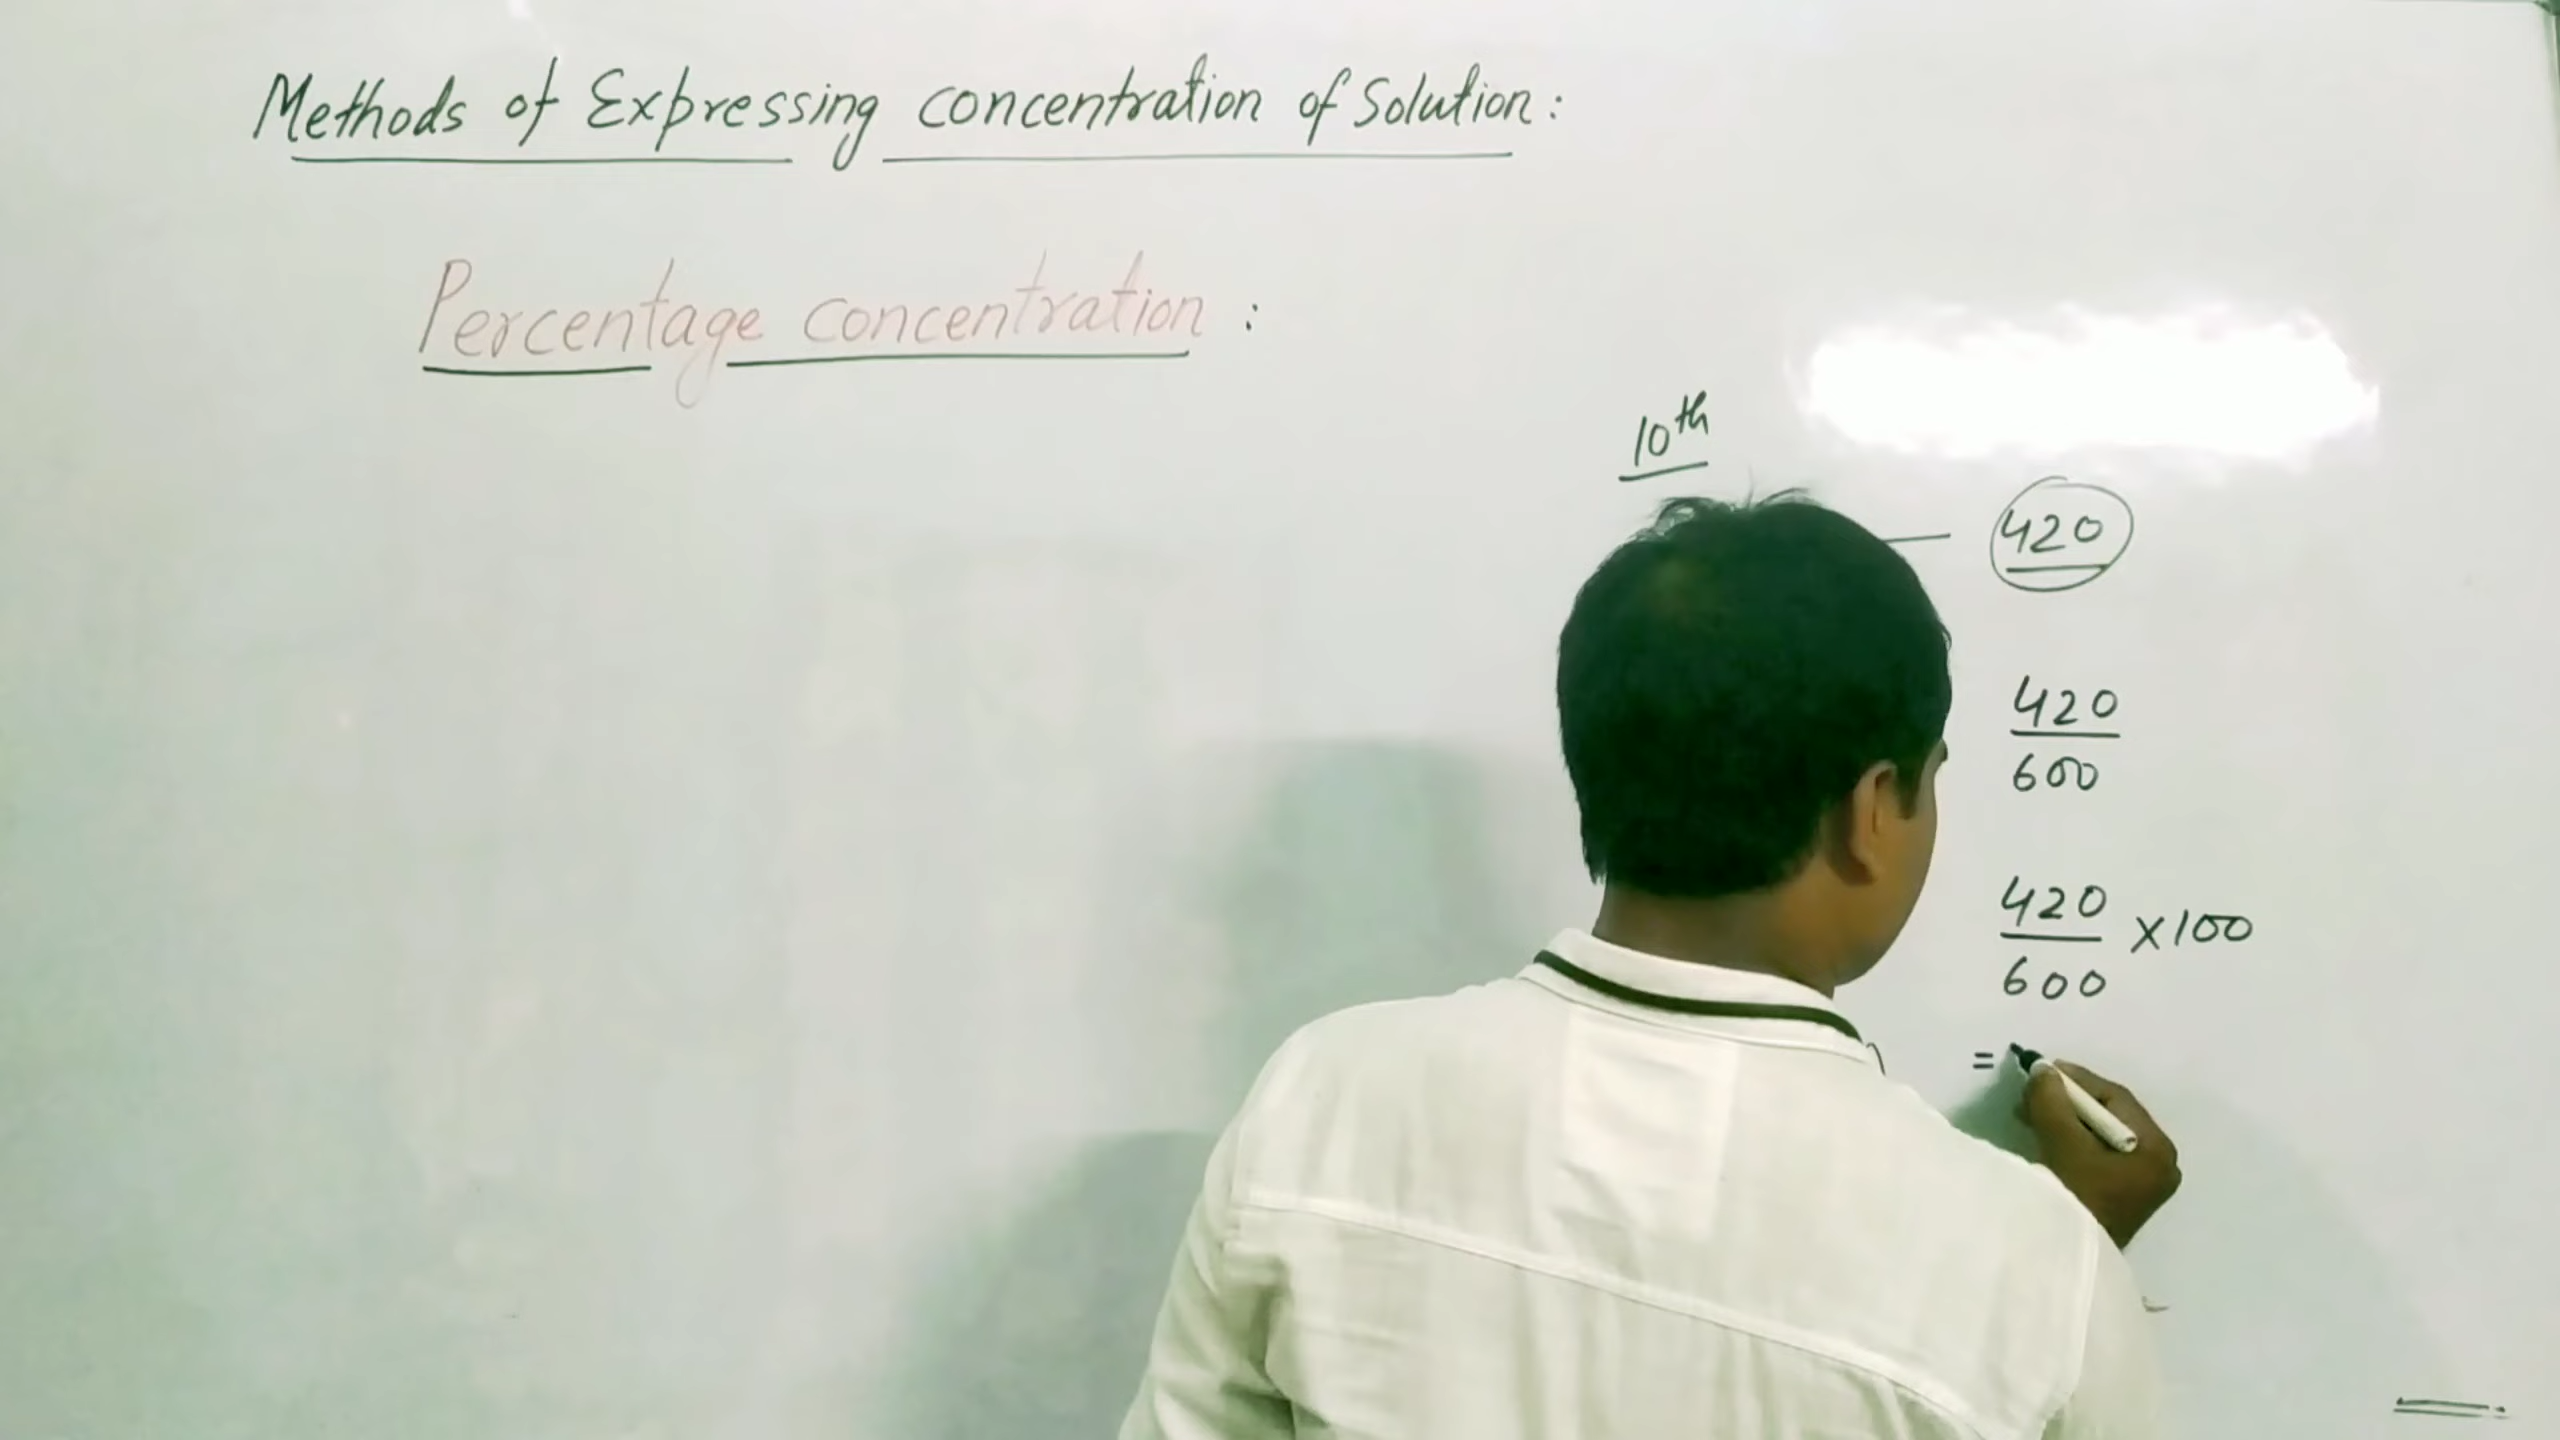 Methods of Expressing concentration of Solution:
Percentage concentration :
10th
— 420
420
600
420
600
×100
=